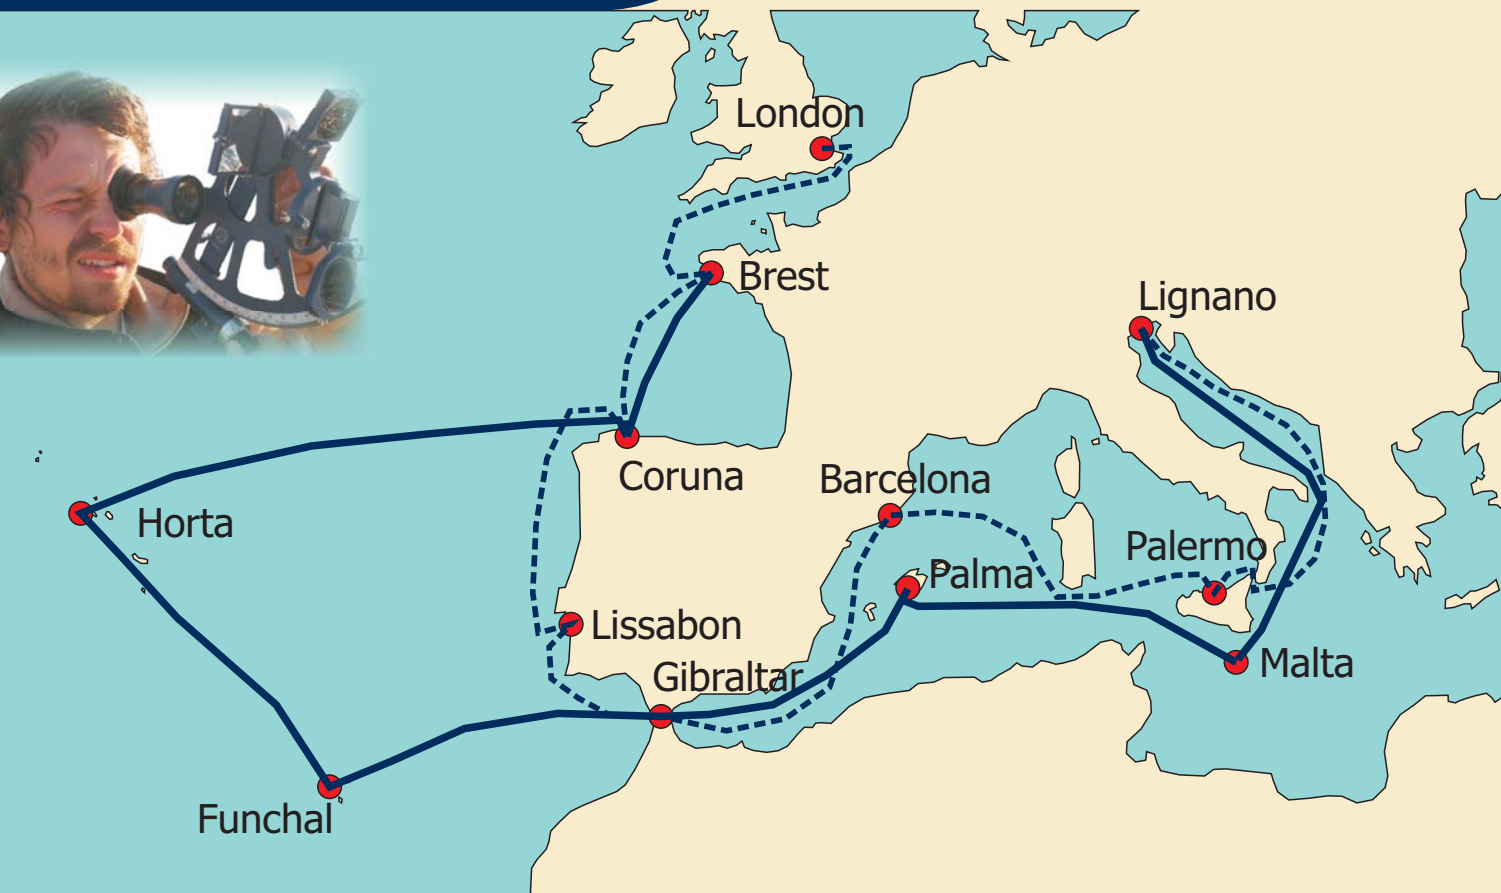 London
Brest
Lignano
Coruna
Barcelona
Horta
Palermo
Palma
Lissabon
Gibraltar
Malta
Funchal